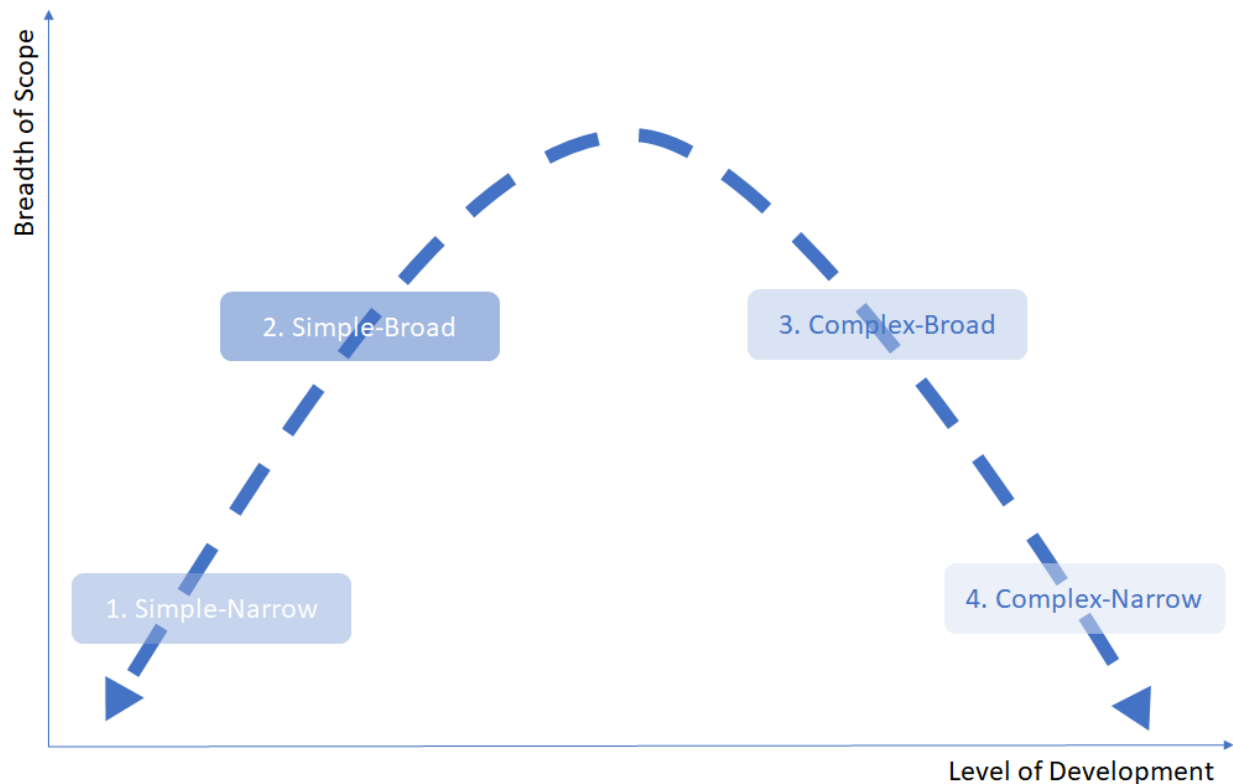 Breadth of Scope
2. Simple-Broad
3. Complex-Broad
1. Simple-Narrow
4. Complex-Narrow
Level of Development